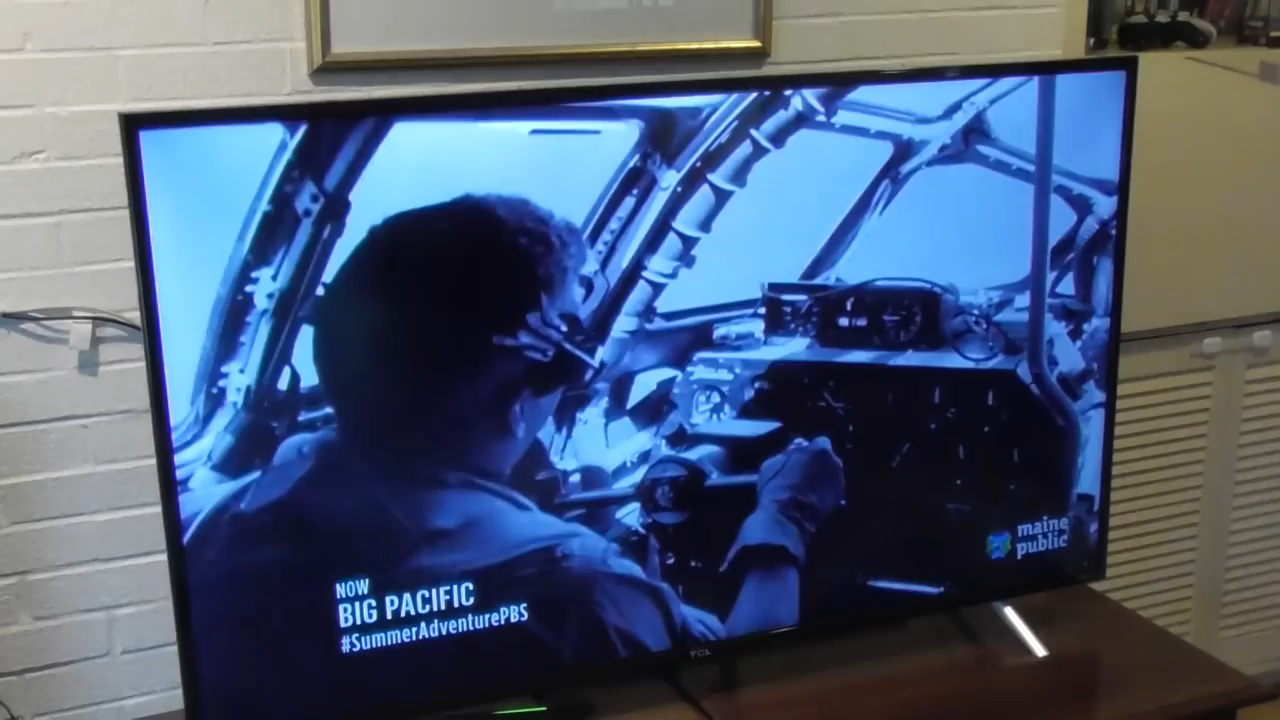 NOW
BIG PACIFIC
#SummerAdventurePBS
maine
public
TCL